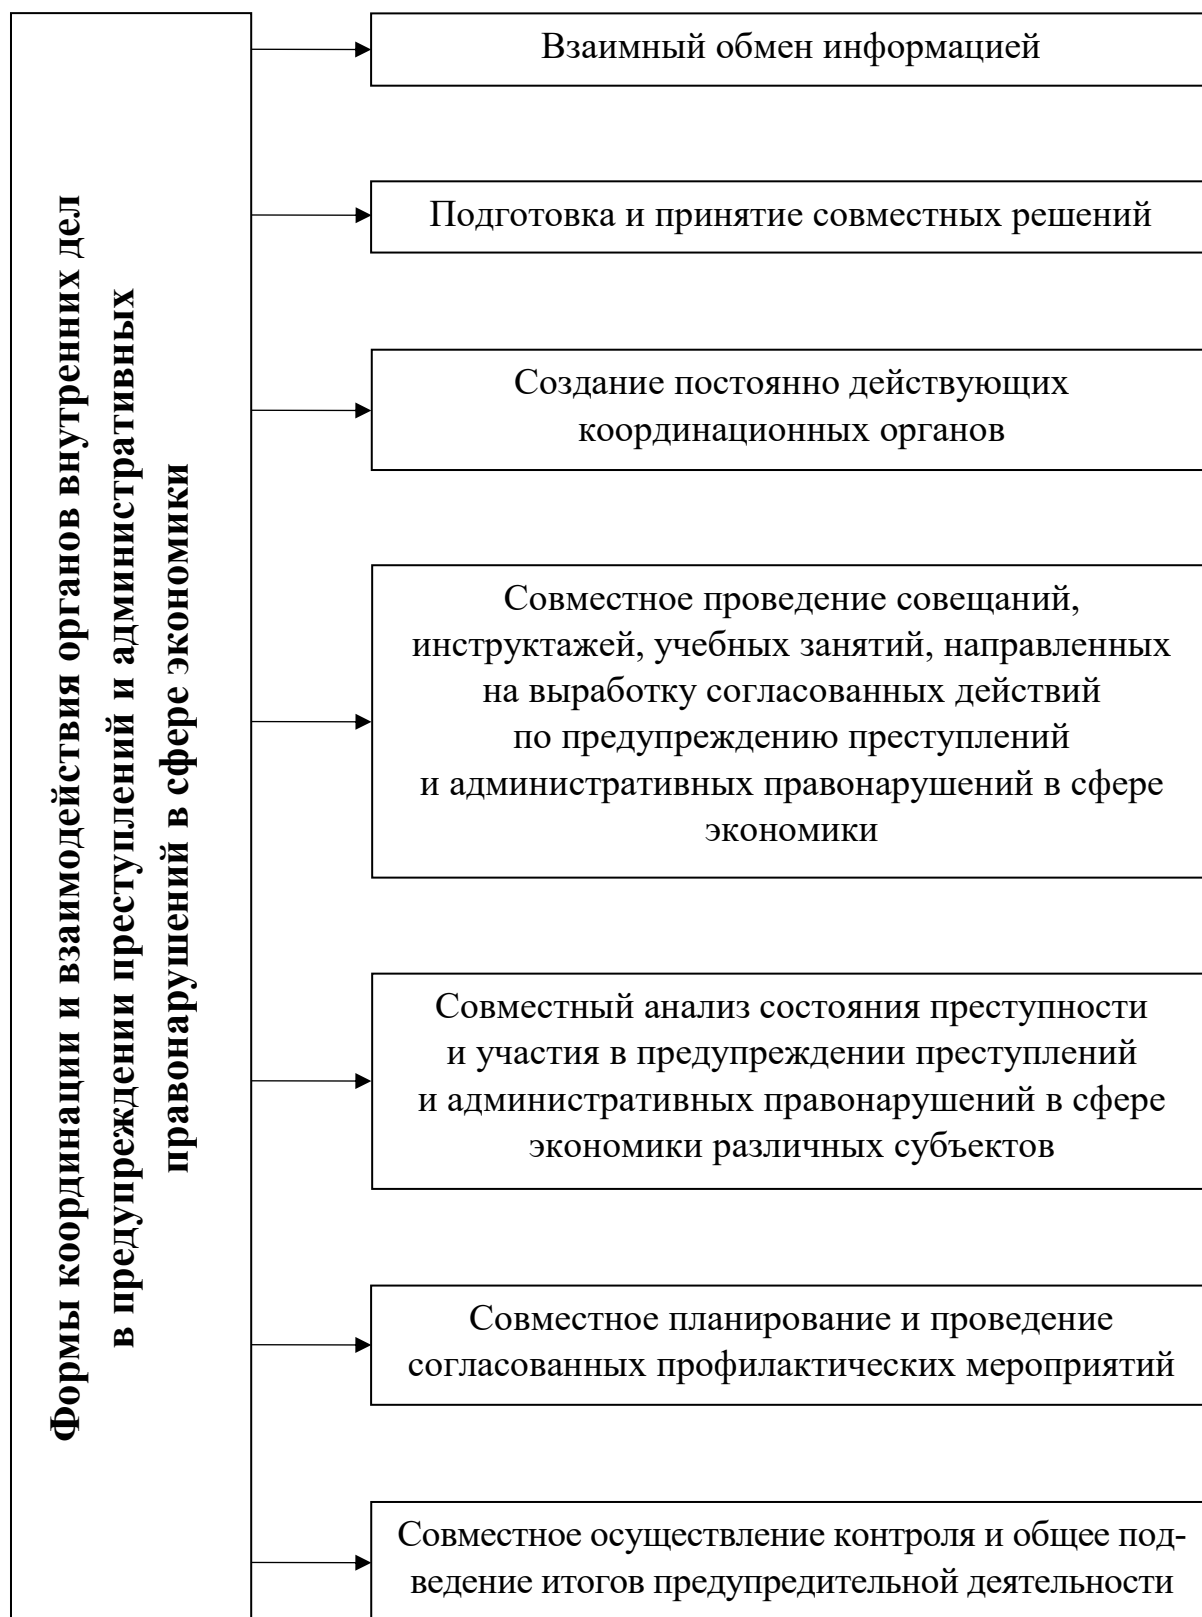 Формы координации и взаимодействия органов внутренних дел
в предупреждении преступлений и административных
правонарушений в сфере экономики
Взаимный обмен информацией
Подготовка и принятие совместных решений
Создание постоянно действующих
координационных органов
Совместное проведение совещаний,
инструктажей, учебных занятий, направленных
на выработку согласованных действий
по предупреждению преступлений
и административных правонарушений в сфере
экономики
Совместный анализ состояния преступности
и участия в предупреждении преступлений
и административных правонарушений в сфере
экономики различных субъектов
Совместное планирование и проведение
согласованных профилактических мероприятий
Совместное осуществление контроля и общее под-
ведение итогов предупредительной деятельности